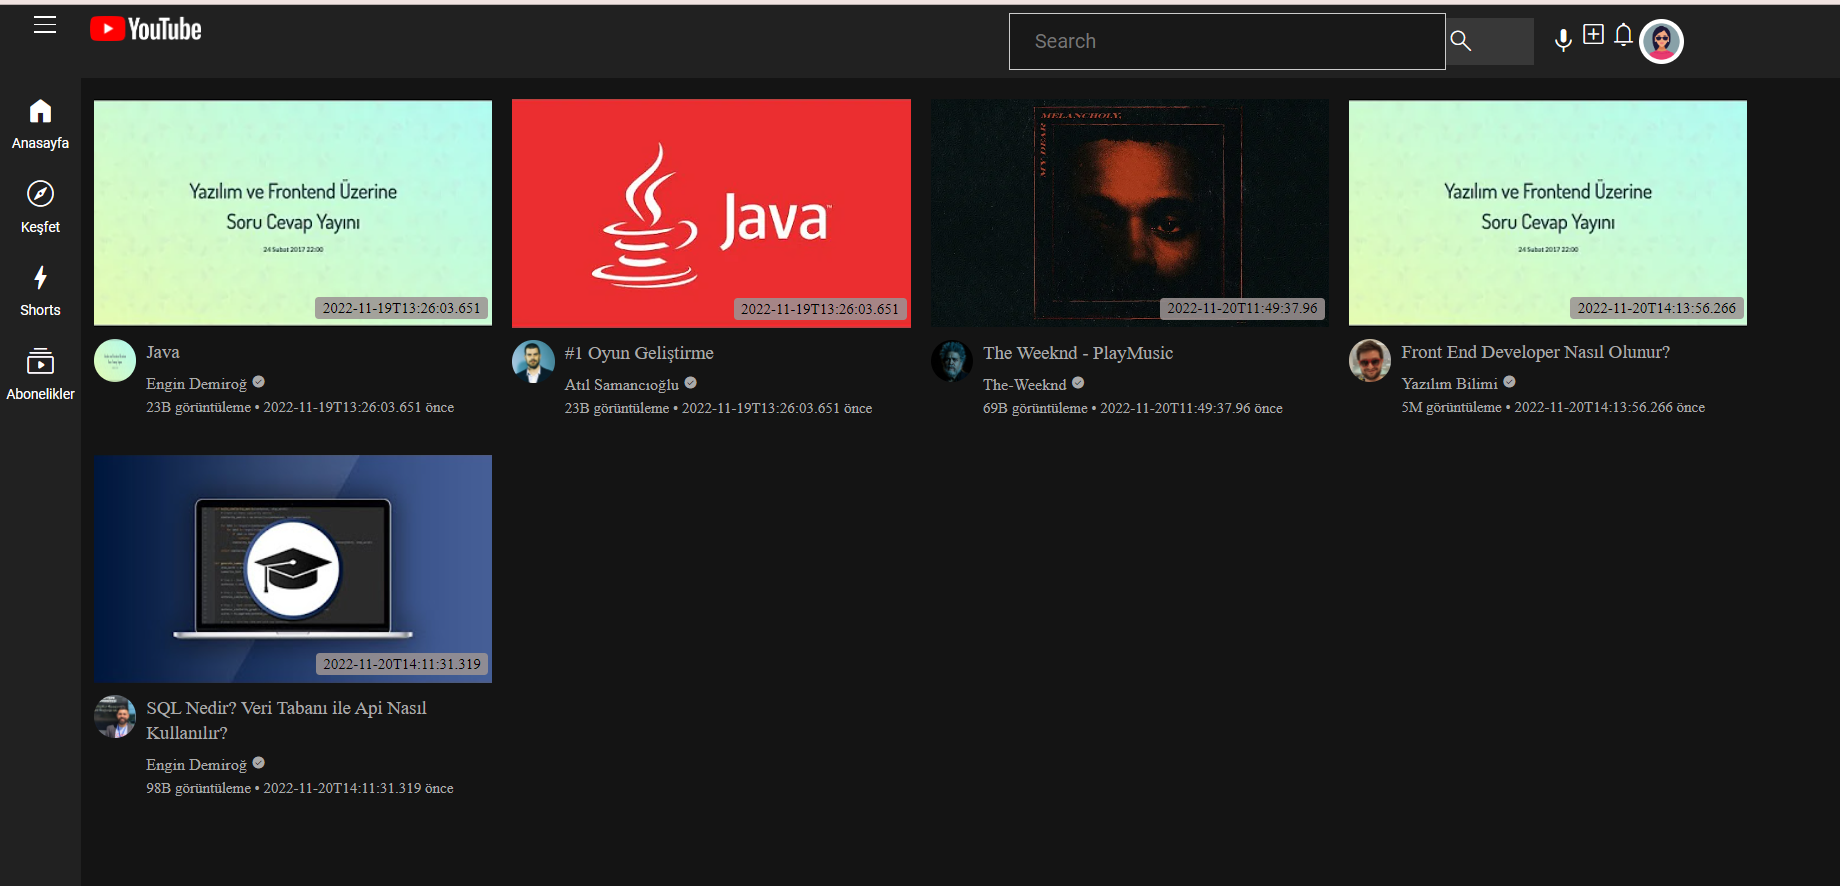 YouTube
Search
Anasayfa
Keşfet
Shorts
Abonelikler
Yazılım ve Frontend Üzerine
Soru Cevap Yayını
24 Subat 2017 22:00
2022-11-19T13:26:03.651
Java
Engin Demiroğ
23B görüntüleme • 2022-11-19T13:26:03.651 önce
Java™
2022-11-19T13:26:03.651
#1 Oyun Geliştirme
Atıl Samancıoğlu
23B görüntüleme • 2022-11-19T13:26:03.651 önce
MELANCHOLY,
MY DEAR
2022-11-20T11:49:37.96
The Weeknd - PlayMusic
The-Weeknd
69B görüntüleme • 2022-11-20T11:49:37.96 önce
Yazılım ve Frontend Üzerine
Soru Cevap Yayını
24 Subat 2017 22:00
2022-11-20T14:13:56.266
Front End Developer Nasıl Olunur?
Yazılım Bilimi
5M görüntüleme • 2022-11-20T14:13:56.266 önce
2022-11-20T14:11:31.319
SQL Nedir? Veri Tabanı ile Api Nasıl
Kullanılır?
Engin Demiroğ
98B görüntüleme • 2022-11-20T14:11:31.319 önce